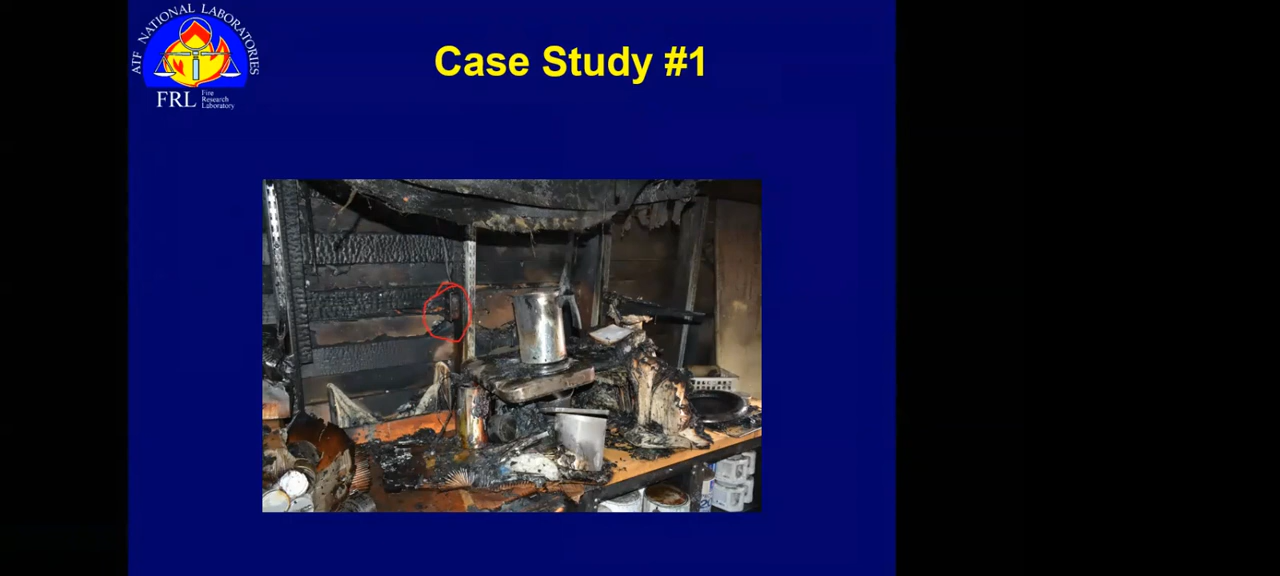 ATF NATIONAL LABORATORIES
FRL Fire
Research
Laboratory
Case Study #1